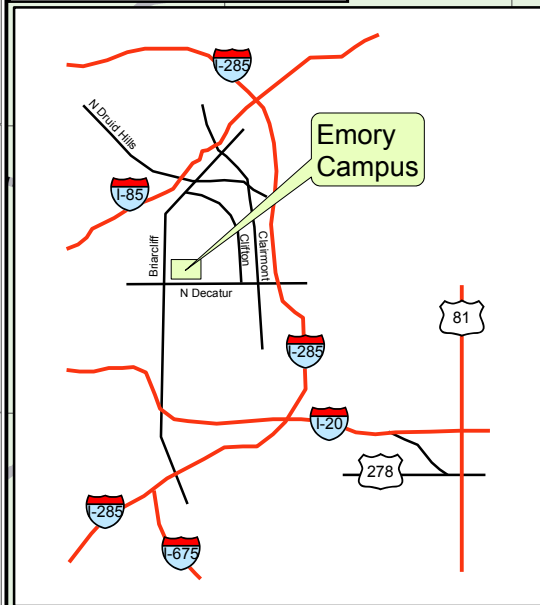 I-285
N Druid Hills
Emory
Campus
I-85
Briarcliff
Clifton
Clairmont
N Decatur
81
I-285
I-20
278
I-285
I-675